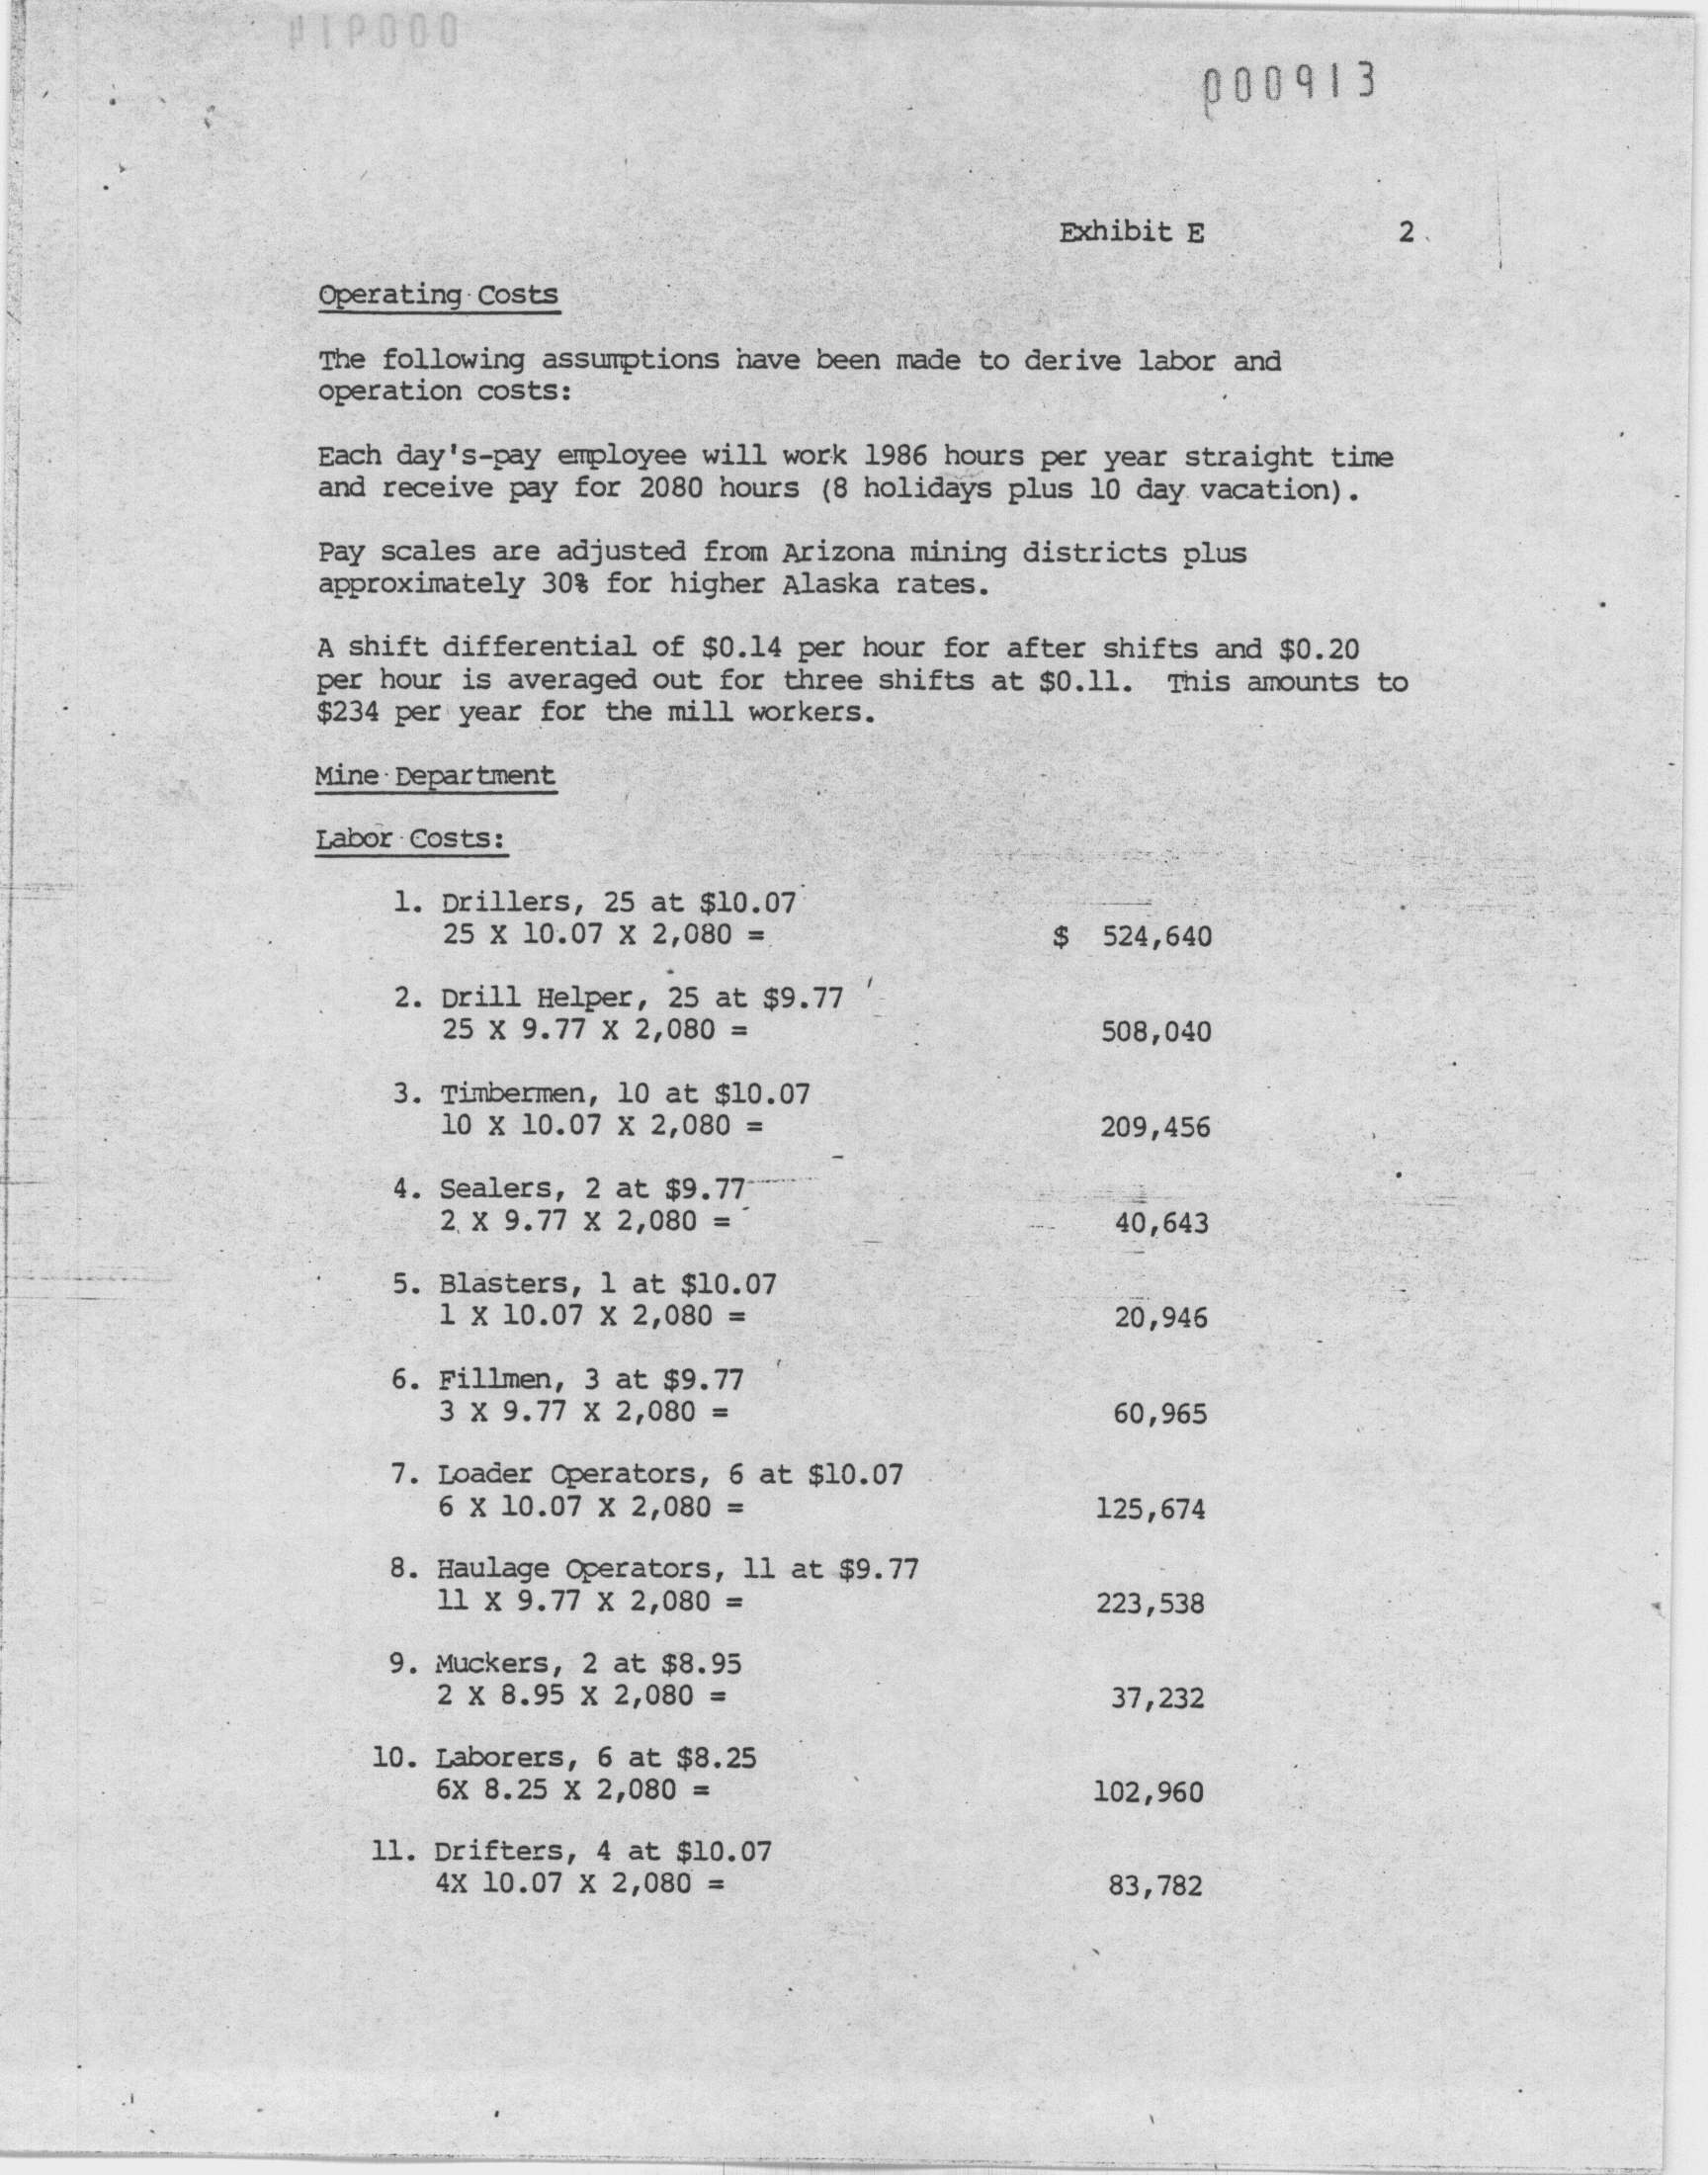 000913
Exhibit E 2
Operating Costs
The following assumptions have been made to derive labor and
operation costs:
Each day's-pay employee will work 1986 hours per year straight time
and receive pay for 2080 hours (8 holidays plus 10 day vacation).
Pay scales are adjusted from Arizona mining districts plus
approximately 30% for higher Alaska rates.
A shift differential of $0.14 per hour for after shifts and $0.20
per hour is averaged out for three shifts at $0.11. This amounts to
$234 per year for the mill workers.
Mine Department
Labor Costs:
1. Drillers, 25 at $10.07
25 X 10.07 X 2,080 = $ 524,640
2. Drill Helper, 25 at $9.77
25 X 9.77 X 2,080 = 508,040
3. Timbermen, 10 at $10.07
10 X 10.07 X 2,080 = 209,456
4. Sealers, 2 at $9.77
2 X 9.77 X 2,080 = 40,643
5. Blasters, 1 at $10.07
1 X 10.07 X 2,080 = 20,946
6. Fillmen, 3 at $9.77
3 X 9.77 X 2,080 = 60,965
7. Loader Operators, 6 at $10.07
6 X 10.07 X 2,080 = 125,674
8. Haulage Operators, 11 at $9.77
11 X 9.77 X 2,080 = 223,538
9. Muckers, 2 at $8.95
2 X 8.95 X 2,080 = 37,232
10. Laborers, 6 at $8.25
6X 8.25 X 2,080 = 102,960
11. Drifters, 4 at $10.07
4X 10.07 X 2,080 = 83,782